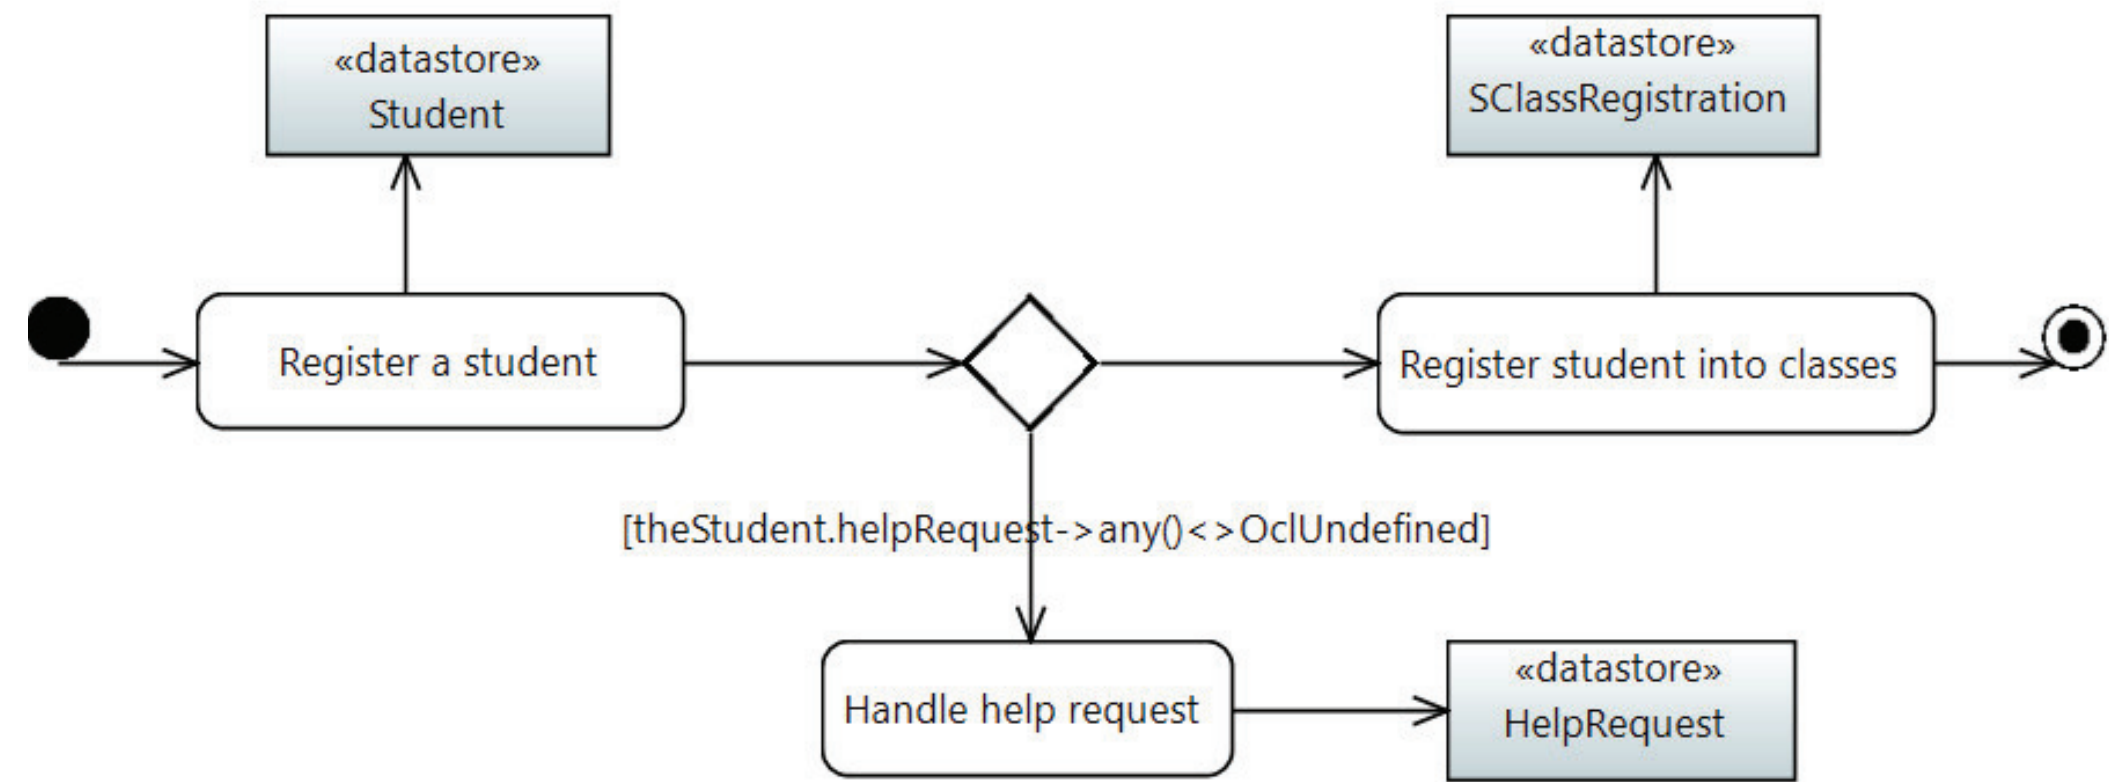 «datastore»
Student
«datastore»
SClassRegistration
Register a student
Register student into classes
[theStudent.helpRequest->any()<>OclUndefined]
Handle help request
«datastore»
HelpRequest